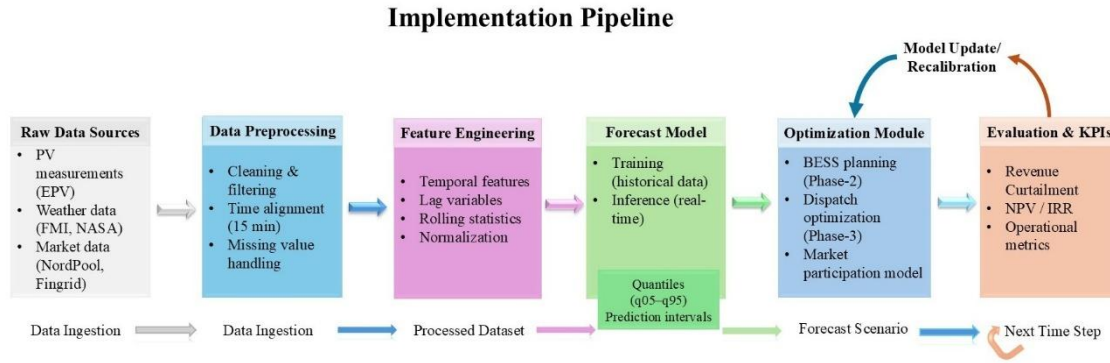 Implementation Pipeline
Model Update/
Recalibration
Raw Data Sources
• PV
measurements
(EPV)
• Weather data
(FMI, NASA)
• Market data
(NordPool,
Fingrid)
Data Preprocessing
• Cleaning &
filtering
• Time alignment
(15 min)
• Missing value
handling
Feature Engineering
• Temporal features
• Lag variables
• Rolling statistics
• Normalization
Forecast Model
• Training
(historical data)
• Inference (real-
time)
Quantiles
(q05–q95)
Prediction intervals
Optimization Module
• BESS planning
(Phase-2)
• Dispatch
optimization
(Phase-3)
• Market
participation model
Evaluation & KPIs
• Revenue
Curtailment
• NPV / IRR
• Operational
metrics
Data Ingestion
Data Ingestion
Processed Dataset
Forecast Scenario
Next Time Step